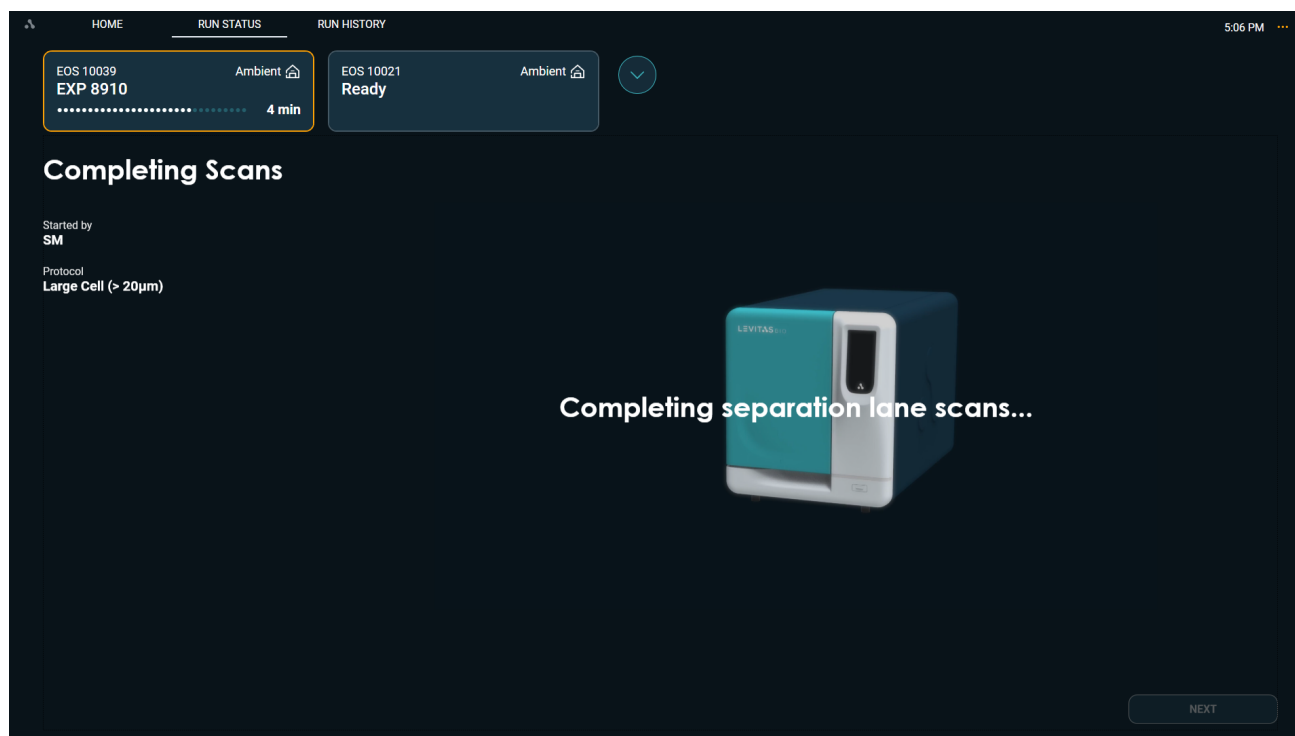 HOME RUN STATUS RUN HISTORY 5:06 PM
EOS 10039 Ambient
EXP 8910
4 min
EOS 10021 Ambient
Ready
Completing Scans
Started by
SM
Protocol
Large Cell (> 20µm)
LEVITAS
Completing separation lane scans...
NEXT